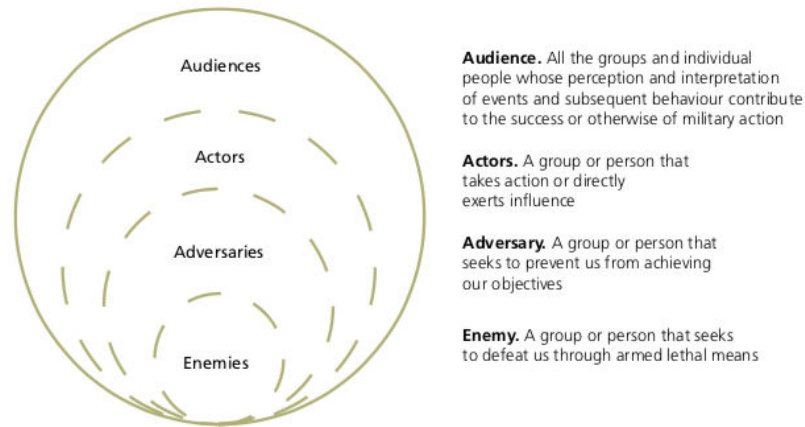 Audiences
Actors
Adversaries
Enemies
Audience. All the groups and individual
people whose perception and interpretation
of events and subsequent behaviour contribute
to the success or otherwise of military action
Actors. A group or person that
takes action or directly
exerts influence
Adversary. A group or person that
seeks to prevent us from achieving
our objectives
Enemy. A group or person that seeks
to defeat us through armed lethal means